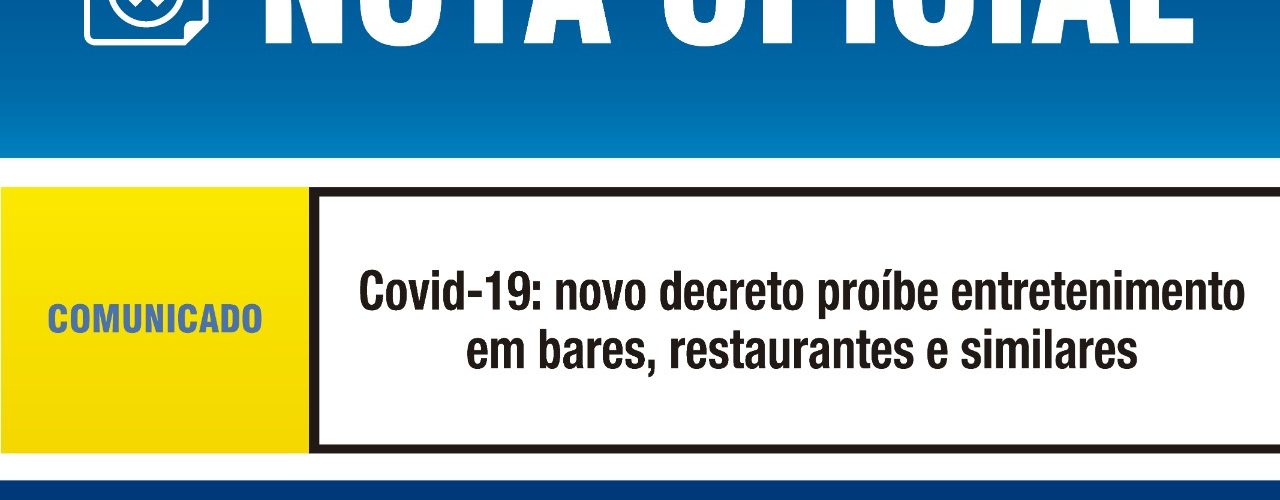 NOTA OFICIAL
COMUNICADO
Covid-19: novo decreto proíbe entretenimento
em bares, restaurantes e similares